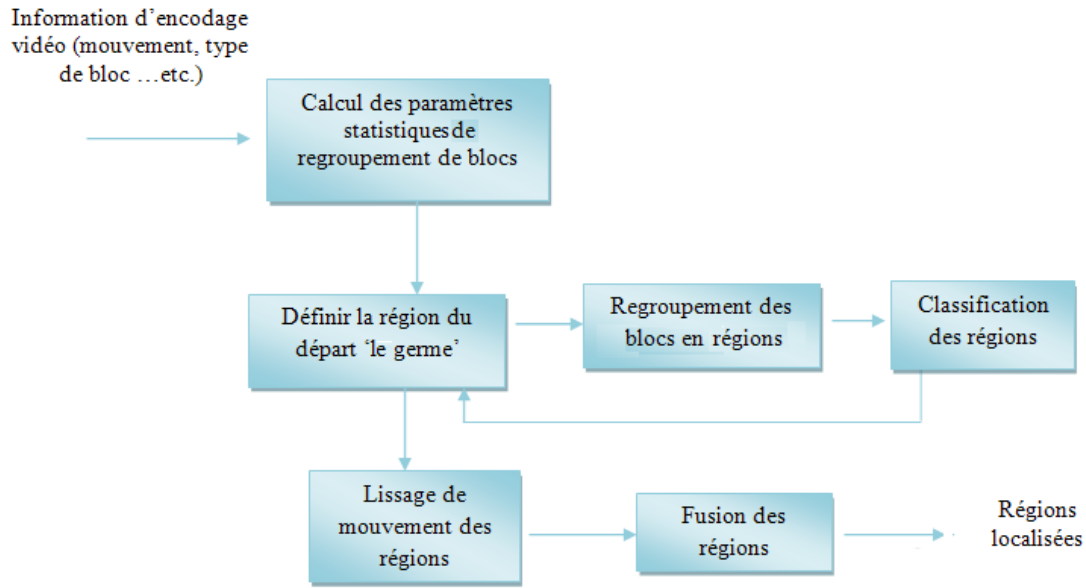 Information d’encodage
vidéo (mouvement, type
de bloc …etc.)
Calcul des paramètres
statistiques de
regroupement de blocs
Définir la région du
départ ‘le germe’
Regroupement des
blocs en régions
Classification
des régions
Lissage de
mouvement des
régions
Fusion des
régions
Régions
localisées